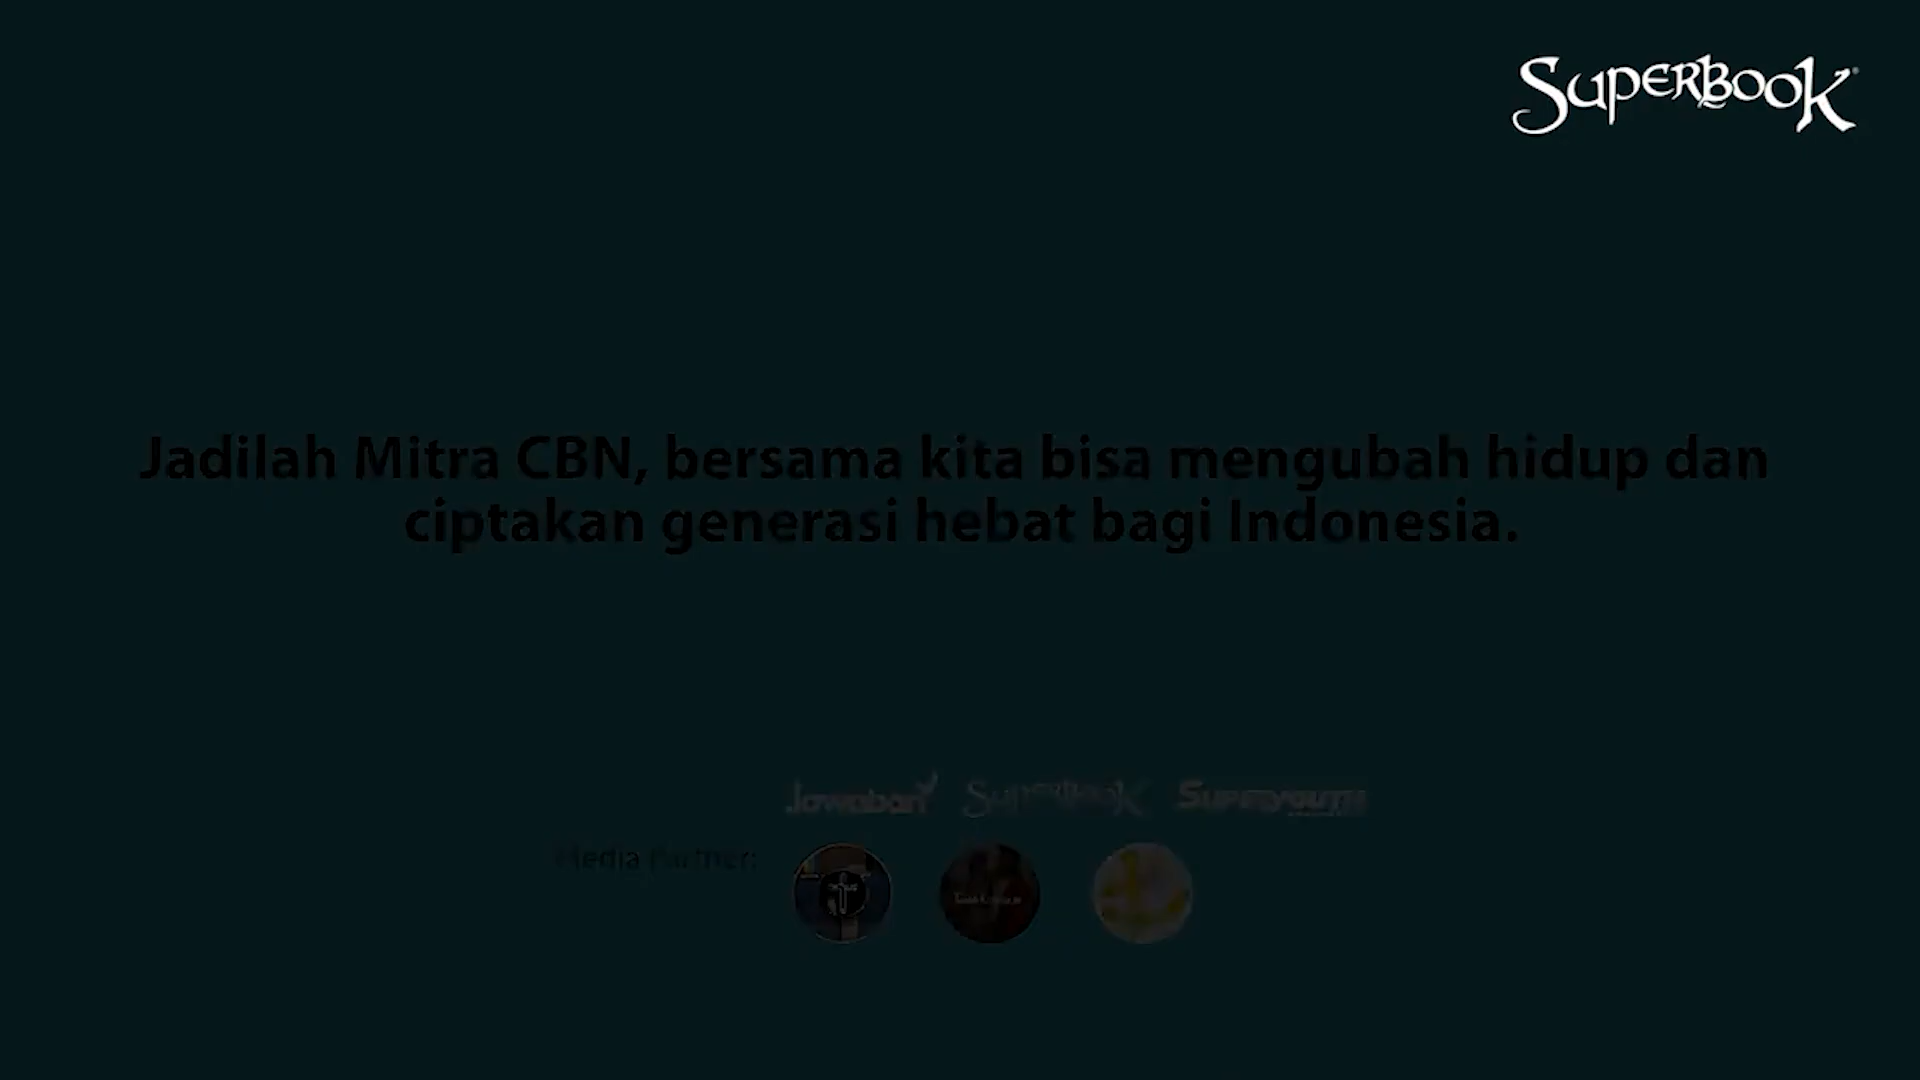 SUPERBOOK
Jadilah Mitra CBN, bersama kita bisa mengubah hidup dan
ciptakan generasi hebat bagi Indonesia.
Jawaban SUPERBOOK SUPERYOUTH
Media Partner: